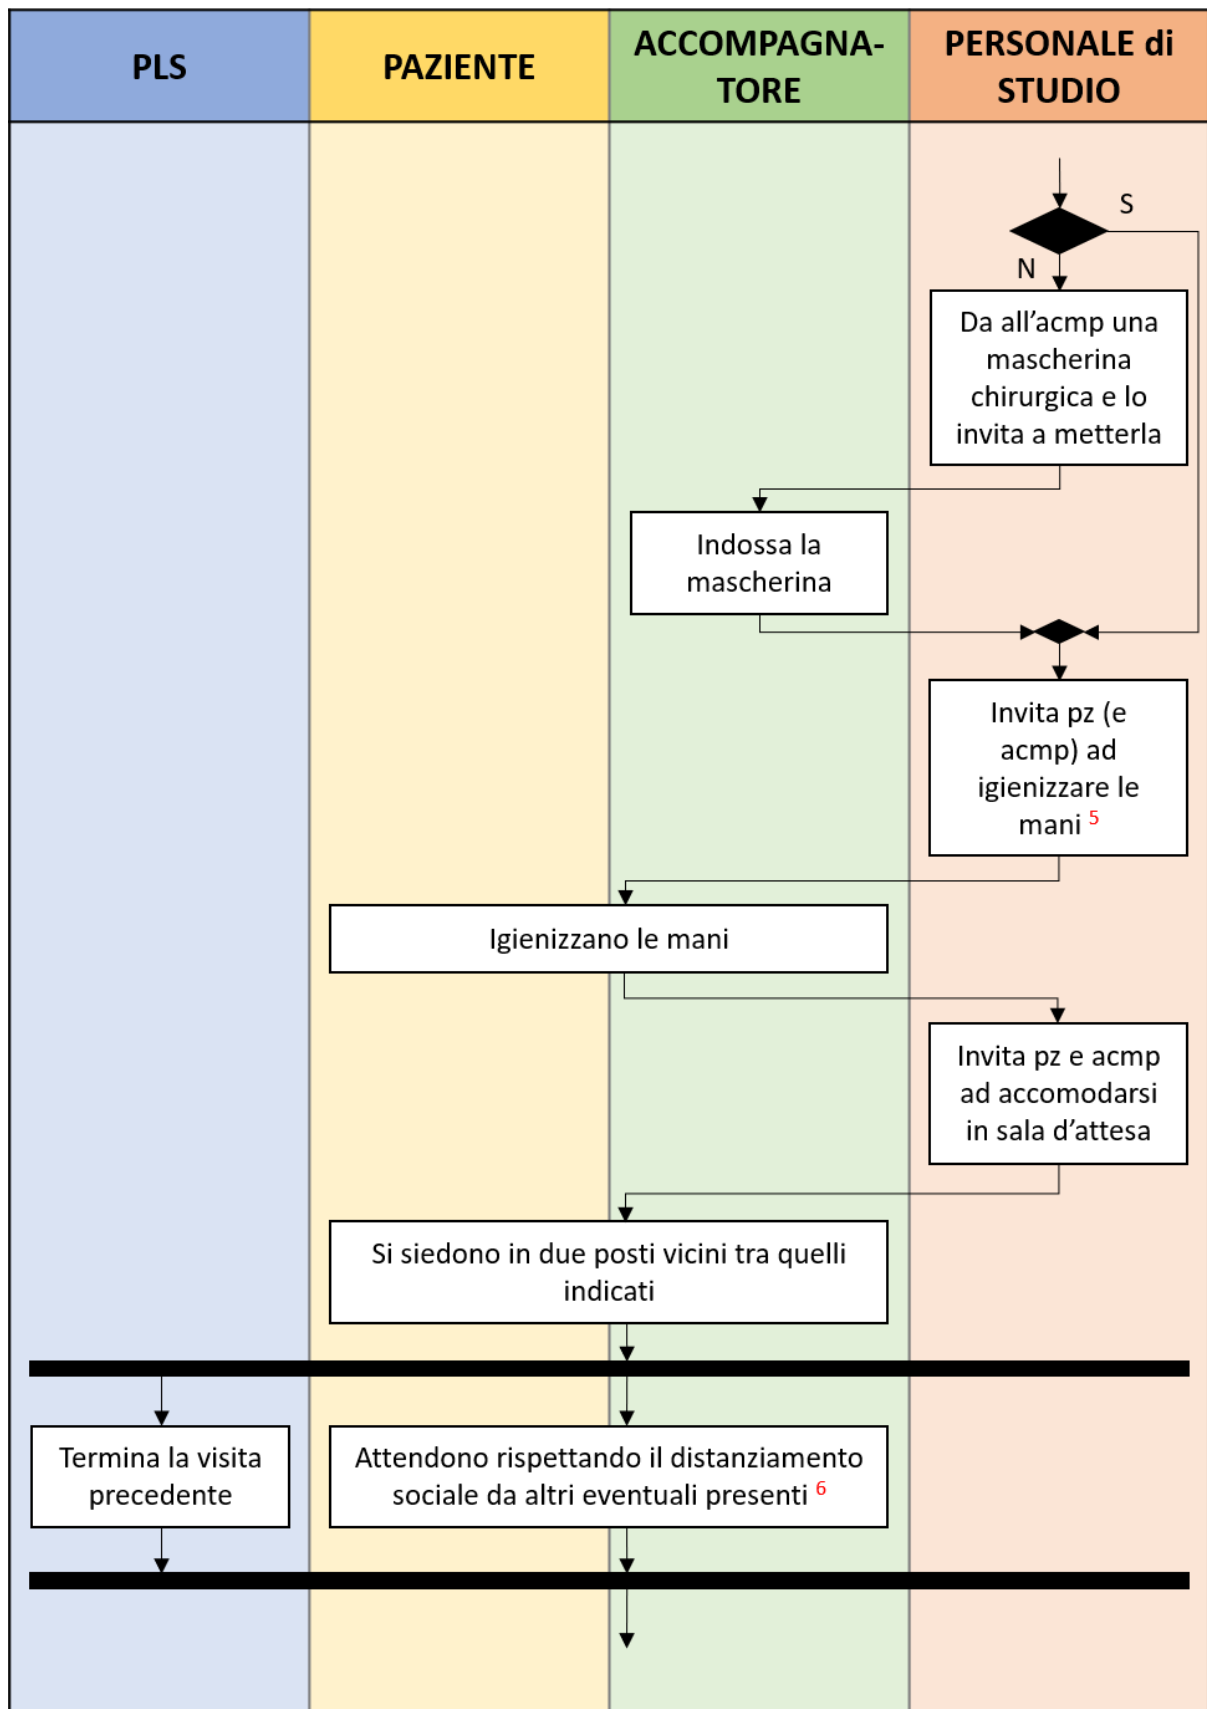 PLS
PAZIENTE
ACCOMPAGNA-
TORE
PERSONALE di
STUDIO
S
N
Da all’acmp una
mascherina
chirurgica e lo
invita a metterla
Indossa la
mascherina
Invita pz (e
acmp) ad
igienizzare le
mani 5
Igienizzano le mani
Invita pz e acmp
ad accomodarsi
in sala d’attesa
Si siedono in due posti vicini tra quelli
indicati
Termina la visita
precedente
Attendono rispettando il distanziamento
sociale da altri eventuali presenti 6